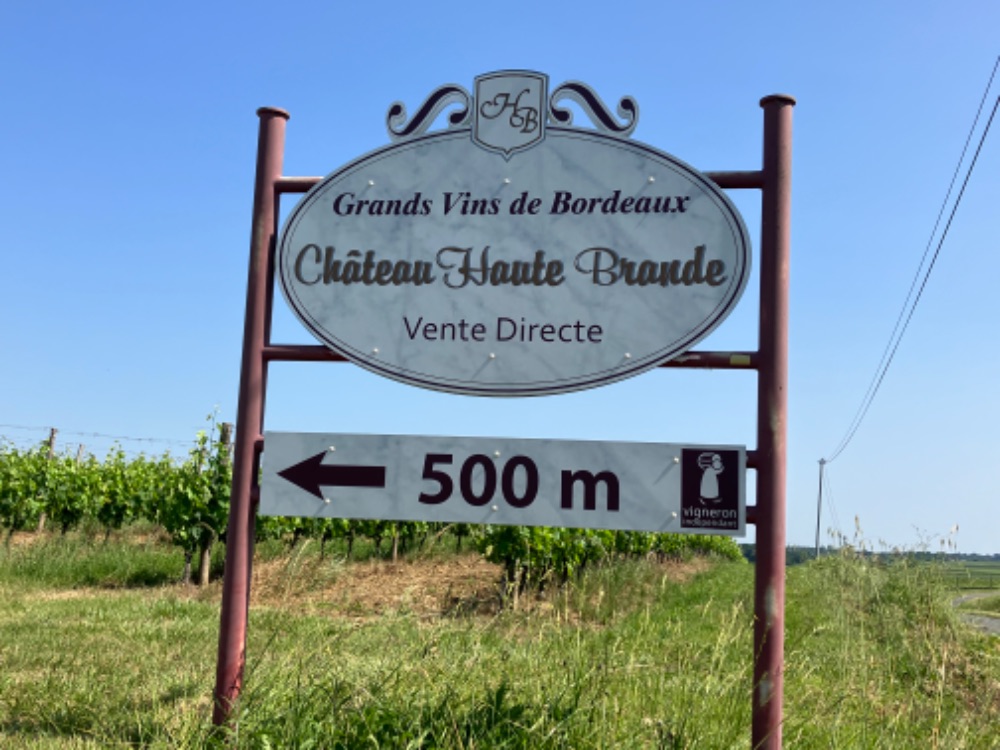 HB
Grands Vins de Bordeaux
Château Haute Brande
Vente Directe
500 m
vigneron
indépendant